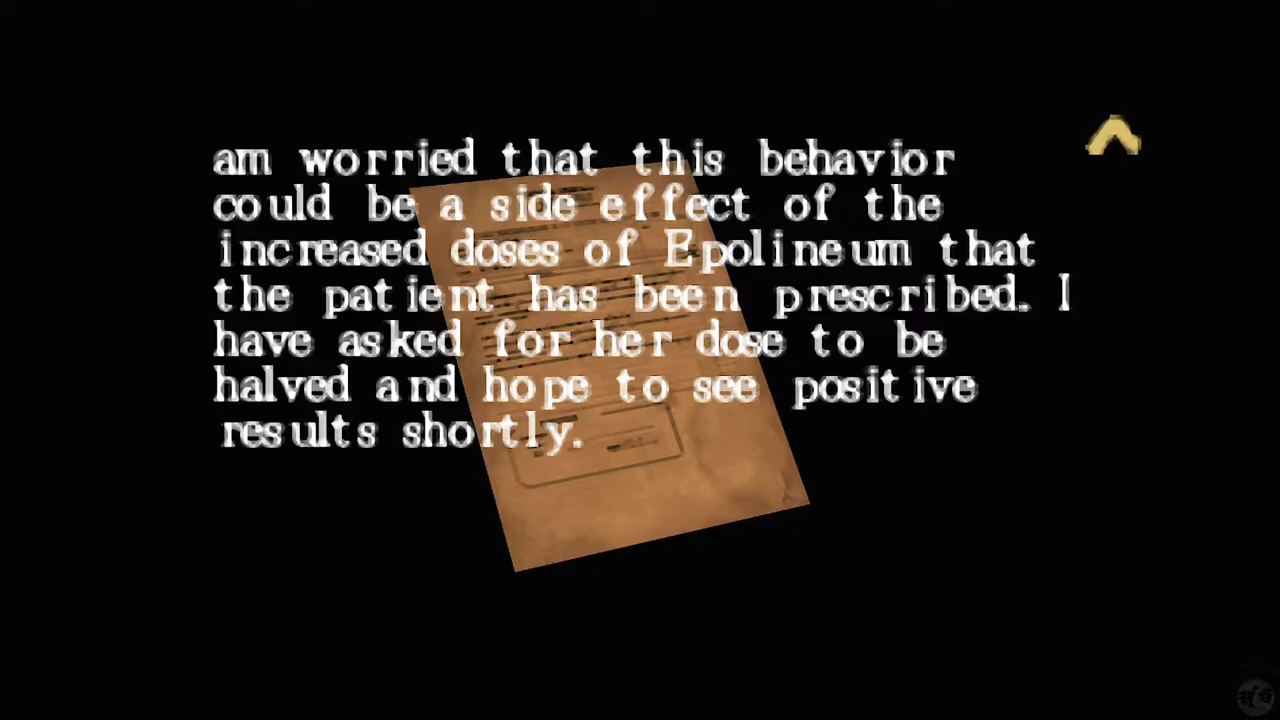 am worried that this behavior
could be a side effect of the
increased doses of Epolineum that
the patient has been prescribed. I
have asked for her dose to be
halved and hope to see positive
results shortly.